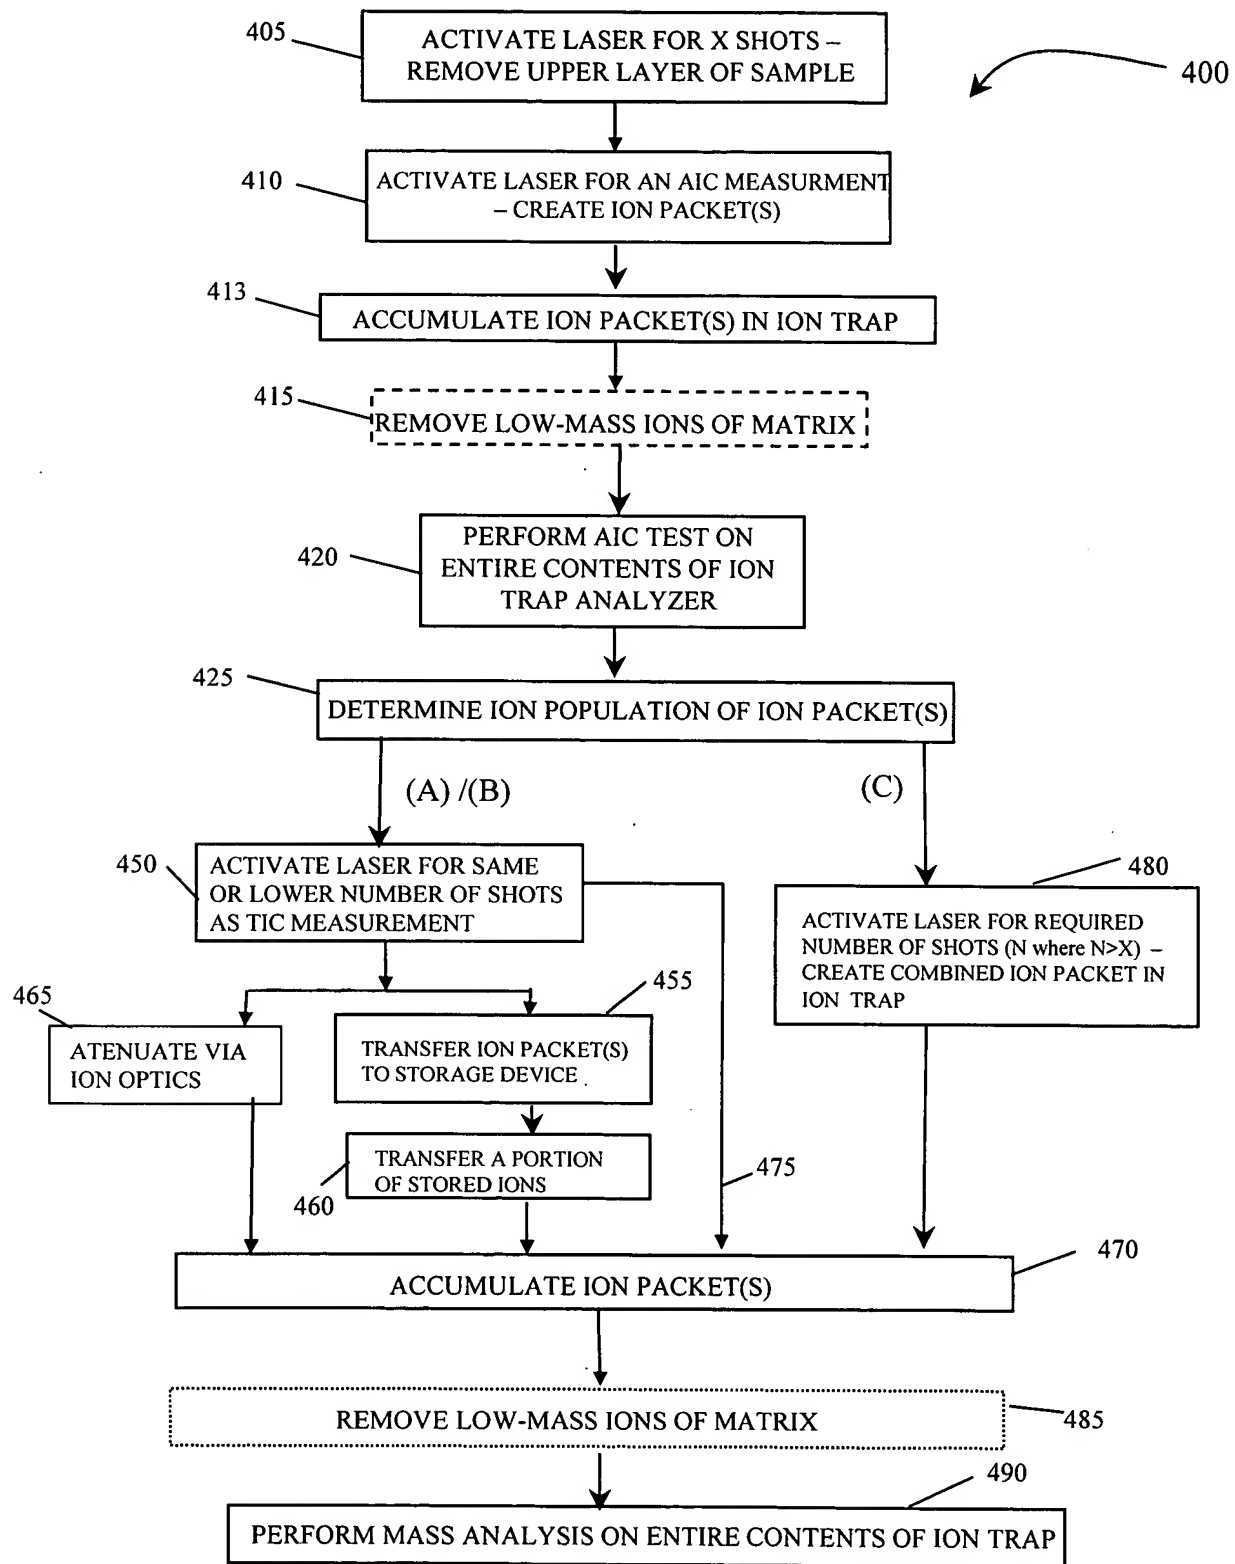 405
ACTIVATE LASER FOR X SHOTS –
REMOVE UPPER LAYER OF SAMPLE
400
410
ACTIVATE LASER FOR AN AIC MEASURMENT
– CREATE ION PACKET(S)
413
ACCUMULATE ION PACKET(S) IN ION TRAP
415
REMOVE LOW-MASS IONS OF MATRIX
420
PERFORM AIC TEST ON
ENTIRE CONTENTS OF ION
TRAP ANALYZER
425
DETERMINE ION POPULATION OF ION PACKET(S)
(A) /(B)
(C)
450
ACTIVATE LASER FOR SAME
OR LOWER NUMBER OF SHOTS
AS TIC MEASUREMENT
480
ACTIVATE LASER FOR REQUIRED
NUMBER OF SHOTS (N where N>X) –
CREATE COMBINED ION PACKET IN
ION TRAP
465
ATENUATE VIA
ION OPTICS
455
TRANSFER ION PACKET(S)
TO STORAGE DEVICE
460
TRANSFER A PORTION
OF STORED IONS
475
470
ACCUMULATE ION PACKET(S)
REMOVE LOW-MASS IONS OF MATRIX
485
490
PERFORM MASS ANALYSIS ON ENTIRE CONTENTS OF ION TRAP